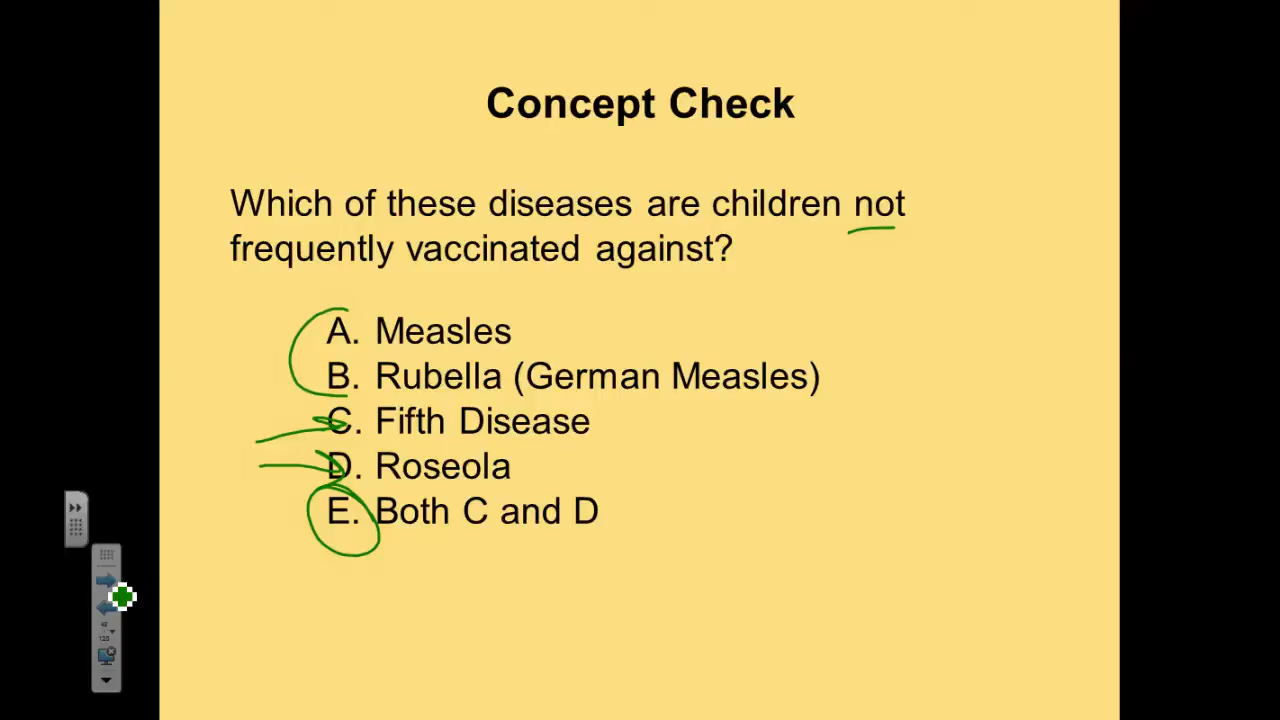 Concept Check
Which of these diseases are children not
frequently vaccinated against?
A. Measles
B. Rubella (German Measles)
C. Fifth Disease
D. Roseola
E. Both C and D